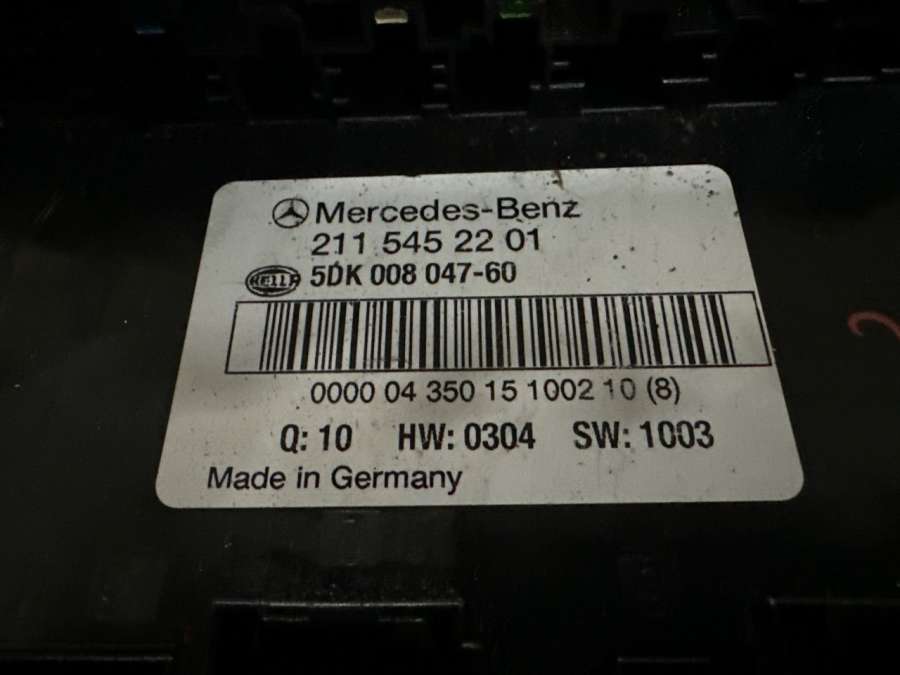 Mercedes-Benz
211 545 22 01
HELLA 5DK 008 047-60
0000 04 350 15 1002 10 (8)
Q: 10 HW: 0304 SW: 1003
Made in Germany